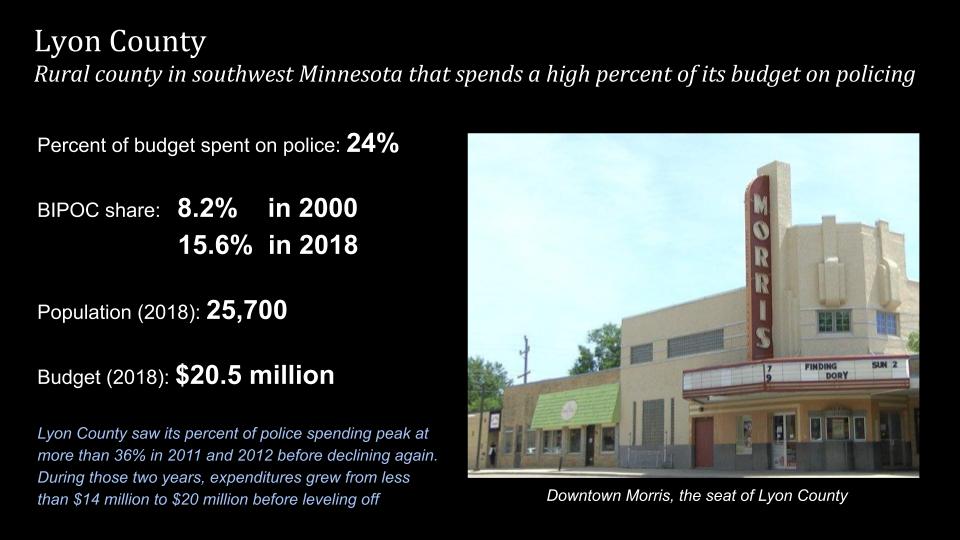 Lyon County
Rural county in southwest Minnesota that spends a high percent of its budget on policing
Percent of budget spent on police: 24%
BIPOC share: 8.2% in 2000
15.6% in 2018
Population (2018): 25,700
Budget (2018): $20.5 million
Lyon County saw its percent of police spending peak at
more than 36% in 2011 and 2012 before declining again.
During those two years, expenditures grew from less
than $14 million to $20 million before leveling off
MORRIS
7 FINDING SUN 2
9 DORY
Downtown Morris, the seat of Lyon County